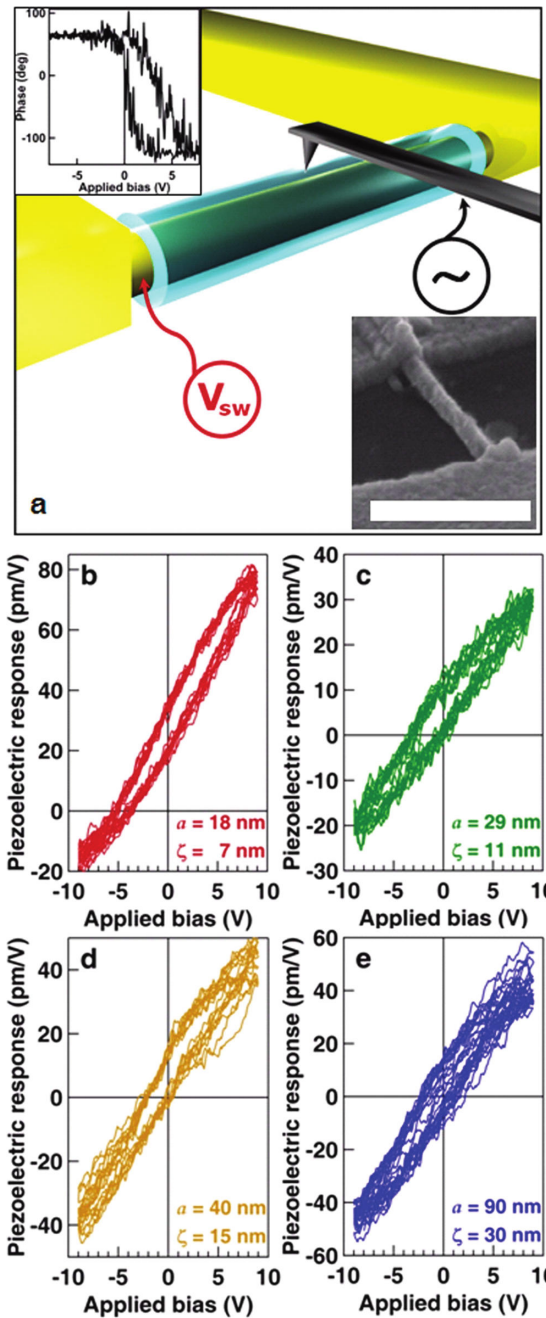 100
0
-100
Phase (deg)
-5 0 5
Applied bias (V)
~
Vsw
a
b
80
60
40
20
0
-20
Piezoelectric response (pm/V)
a = 18 nm
ζ = 7 nm
-10 -5 0 5 10
Applied bias (V)
c
40
30
20
10
0
-10
-20
-30
Piezoelectric response (pm/V)
a = 29 nm
ζ = 11 nm
-10 -5 0 5 10
Applied bias (V)
d
40
20
0
-20
-40
Piezoelectric response (pm/V)
a = 40 nm
ζ = 15 nm
-10 -5 0 5 10
Applied bias (V)
e
60
40
20
0
-20
-40
-60
Piezoelectric response (pm/V)
a = 90 nm
ζ = 30 nm
-10 -5 0 5 10
Applied bias (V)